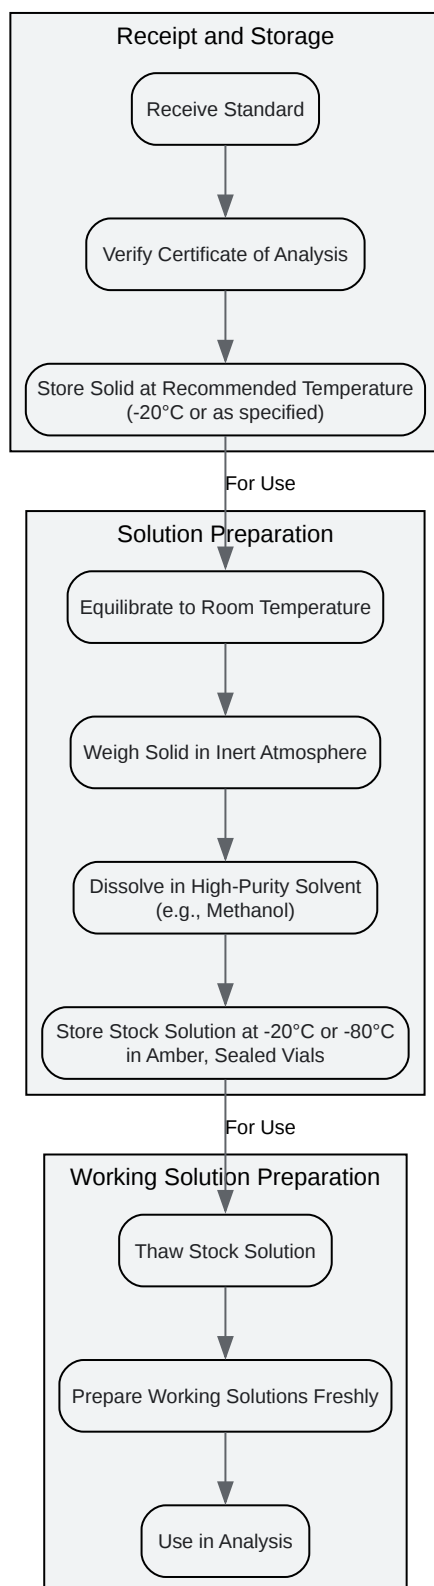 Receipt and Storage
Receive Standard
Verify Certificate of Analysis
Store Solid at Recommended Temperature
(-20°C or as specified)
For Use
Solution Preparation
Equilibrate to Room Temperature
Weigh Solid in Inert Atmosphere
Dissolve in High-Purity Solvent
(e.g., Methanol)
Store Stock Solution at -20°C or -80°C
in Amber, Sealed Vials
For Use
Working Solution Preparation
Thaw Stock Solution
Prepare Working Solutions Freshly
Use in Analysis